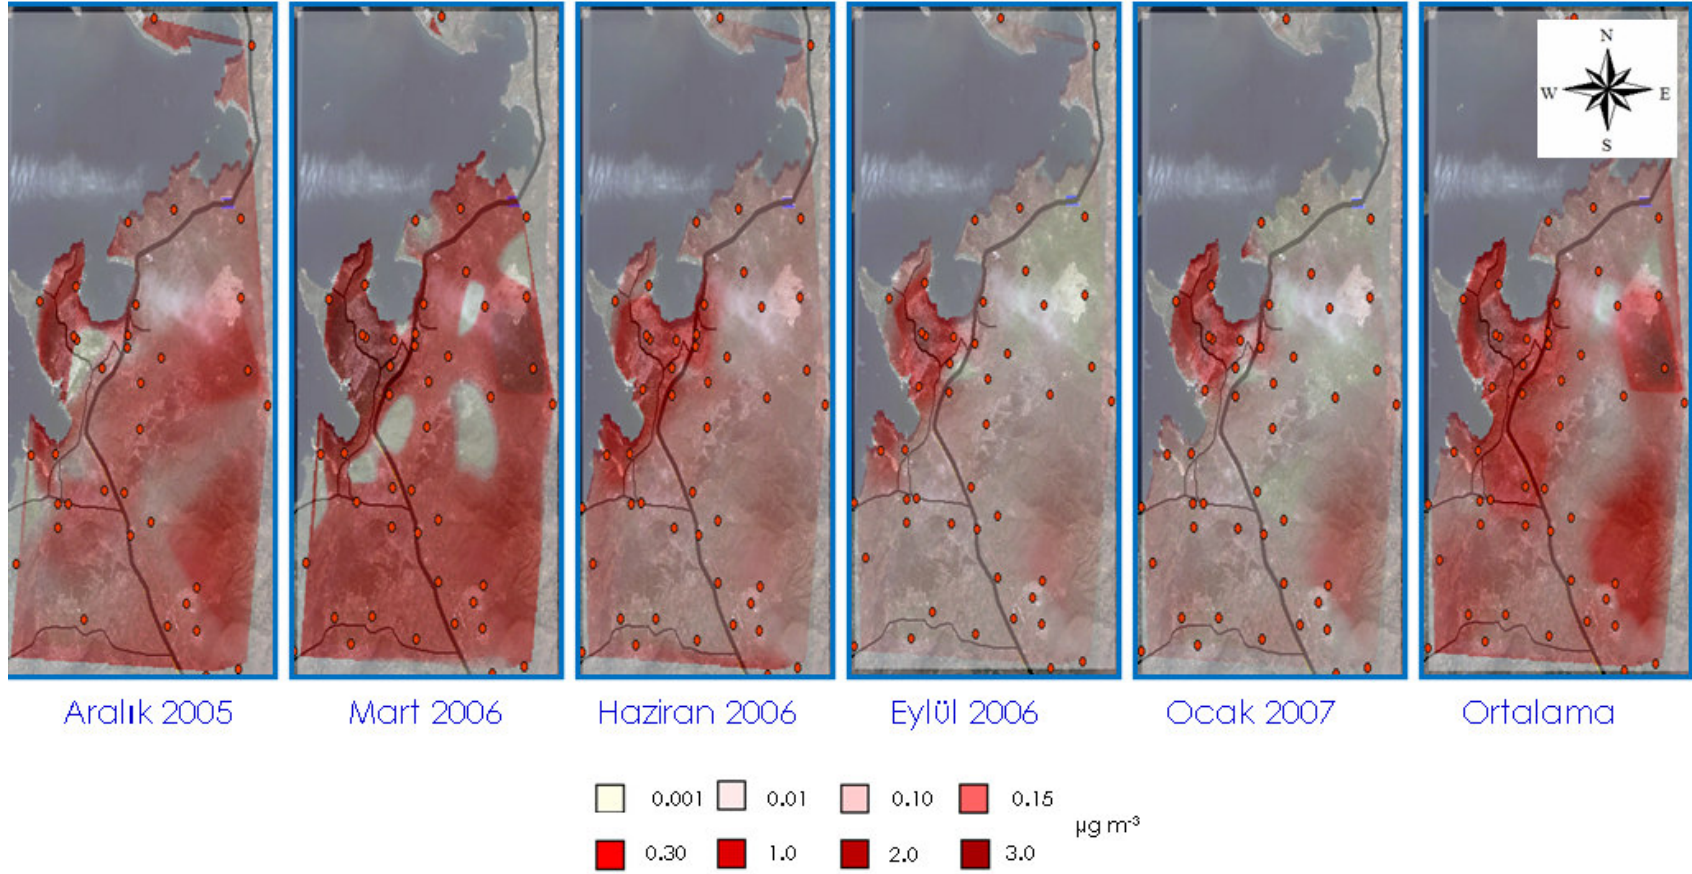 N
W E
S
Aralık 2005 Mart 2006 Haziran 2006 Eylül 2006 Ocak 2007 Ortalama
0.001 0.01 0.10 0.15
µg m-3
0.30 1.0 2.0 3.0